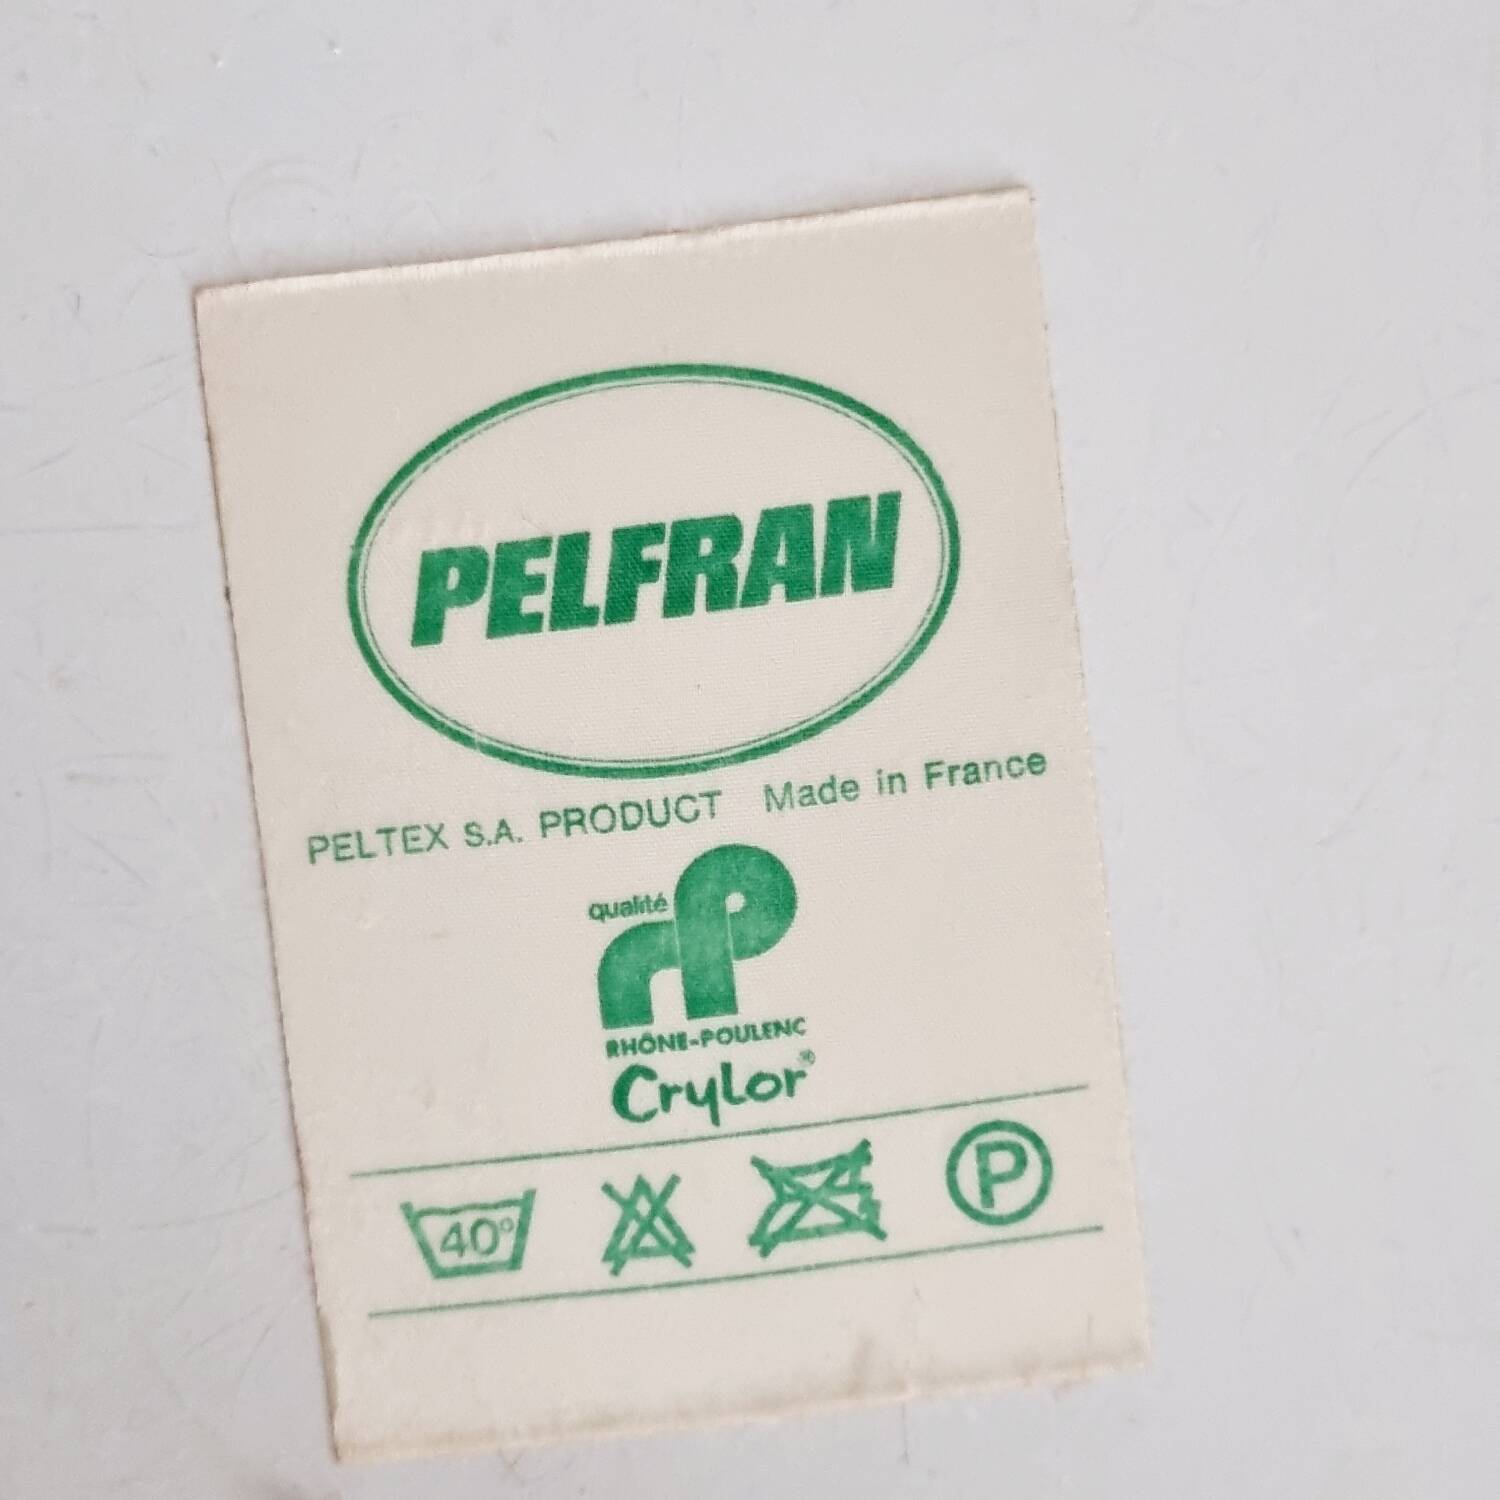 PELFRAN
PELTEX S.A. PRODUCT Made in France
qualité
RHÔNE-POULENC
Crylor®
40°
P